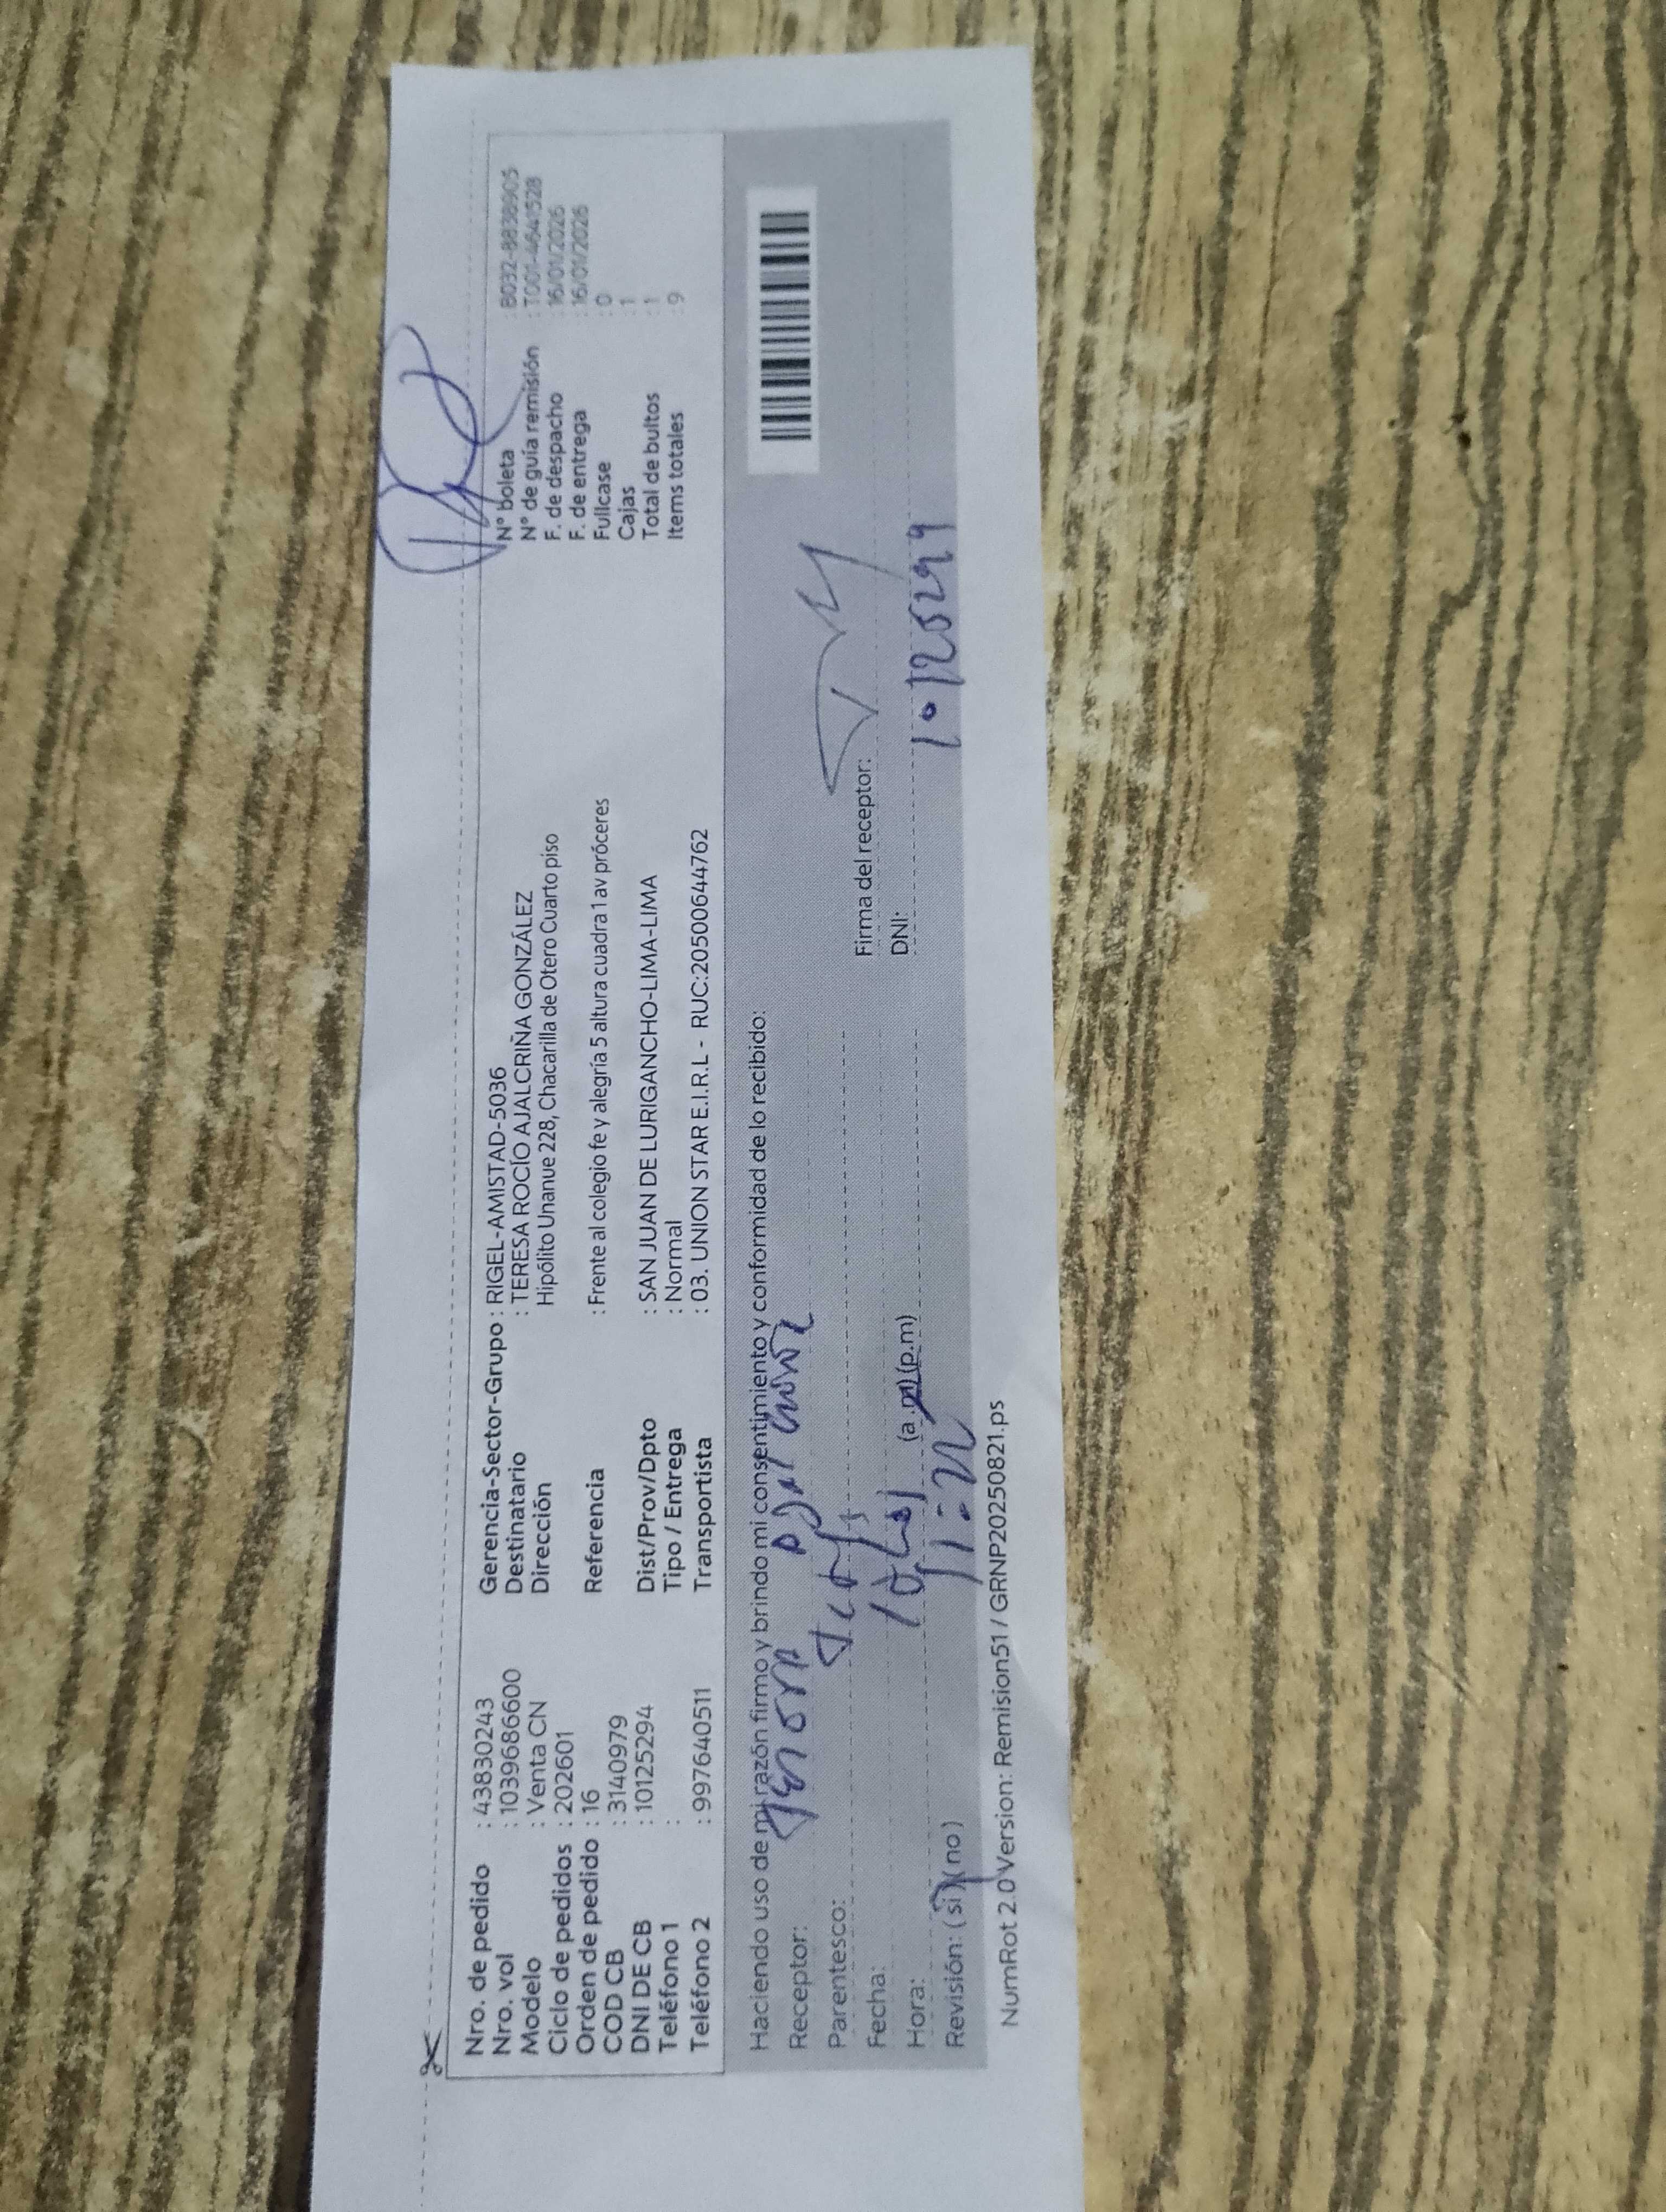 Nro. de pedido : 43830243
Nro. vol : 1039686600
Modelo : Venta CN
Ciclo de pedidos : 202601
Orden de pedido : 16
COD CB : 3140979
DNI DE CB : 10125294
Teléfono 1 :
Teléfono 2 : 997640511
Gerencia-Sector-Grupo : RIGEL-AMISTAD-5036
Destinatario : TERESA ROCÍO AJALCRIÑA GONZÁLEZ
Dirección Hipólito Unanue 228, Chacarilla de Otero Cuarto piso
Referencia : Frente al colegio fe y alegría 5 altura cuadra 1 av próceres
Dist/Prov/Dpto : SAN JUAN DE LURIGANCHO-LIMA-LIMA
Tipo / Entrega : Normal
Transportista : 03. UNION STAR E.I.R.L - RUC:20500644762
N° boleta : B032-8838905
N° de guía remisión : T001-4641528
F. de despacho : 16/01/2026
F. de entrega : 16/01/2026
Fullcase : 0
Cajas : 1
Total de bultos : 1
Items totales : 9
Haciendo uso de mi razón firmo y brindo mi consentimiento y conformidad de lo recibido:
Receptor:
Parentesco:
Fecha:
Hora: (a.m) (p.m)
Revisión: (si) (no)
Firma del receptor:
DNI:
NumRot 2.0 Version: Remision51 / GRNP20250821.ps